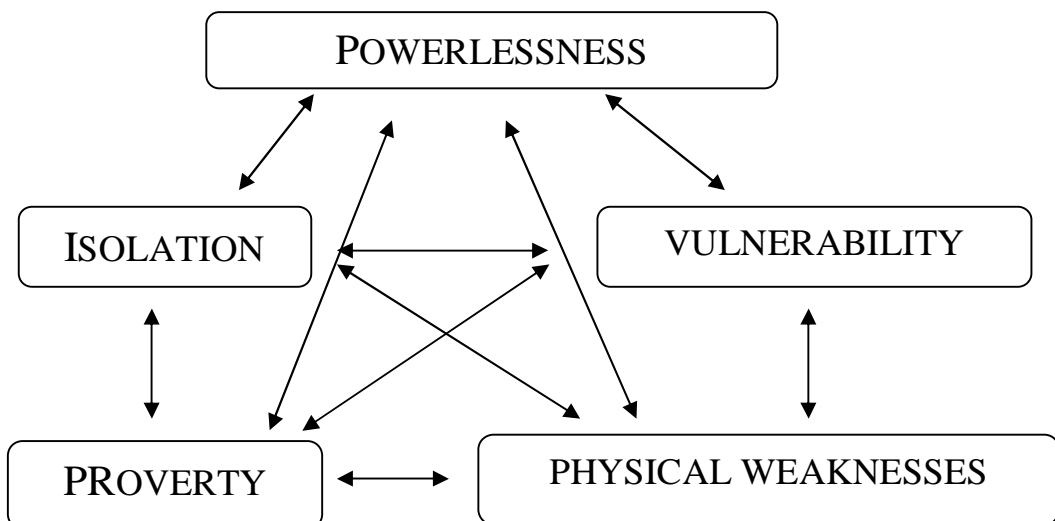 POWERLESSNESS
ISOLATION
VULNERABILITY
PROVERTY
PHYSICAL WEAKNESSES